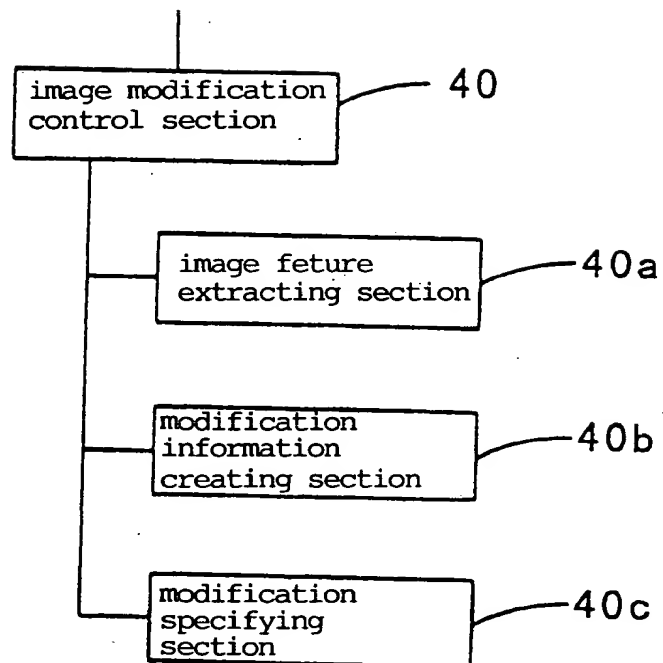 image modification
control section
40
image feture
extracting section
40a
modification
information
creating section
40b
modification
specifying
section
40c